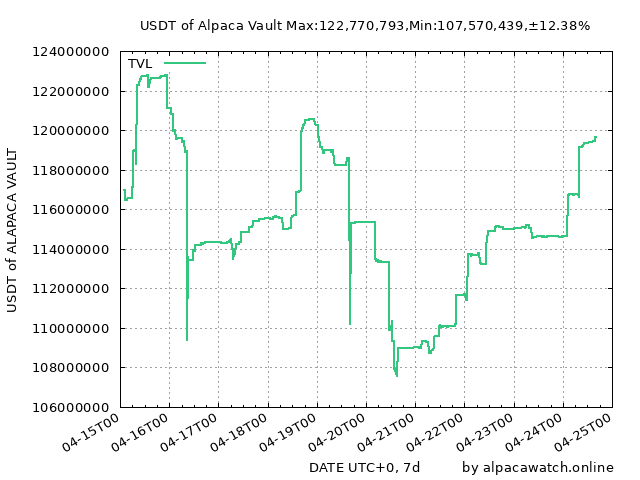 USDT of Alpaca Vault Max:122,770,793,Min:107,570,439,±12.38%
TVL
124000000
122000000
120000000
118000000
116000000
114000000
112000000
110000000
108000000
106000000
USDT of ALAPACA VAULT
04-15T00
04-16T00
04-17T00
04-18T00
04-19T00
04-20T00
04-21T00
04-22T00
04-23T00
04-24T00
04-25T00
DATE UTC+0, 7d
by alpacawatch.online